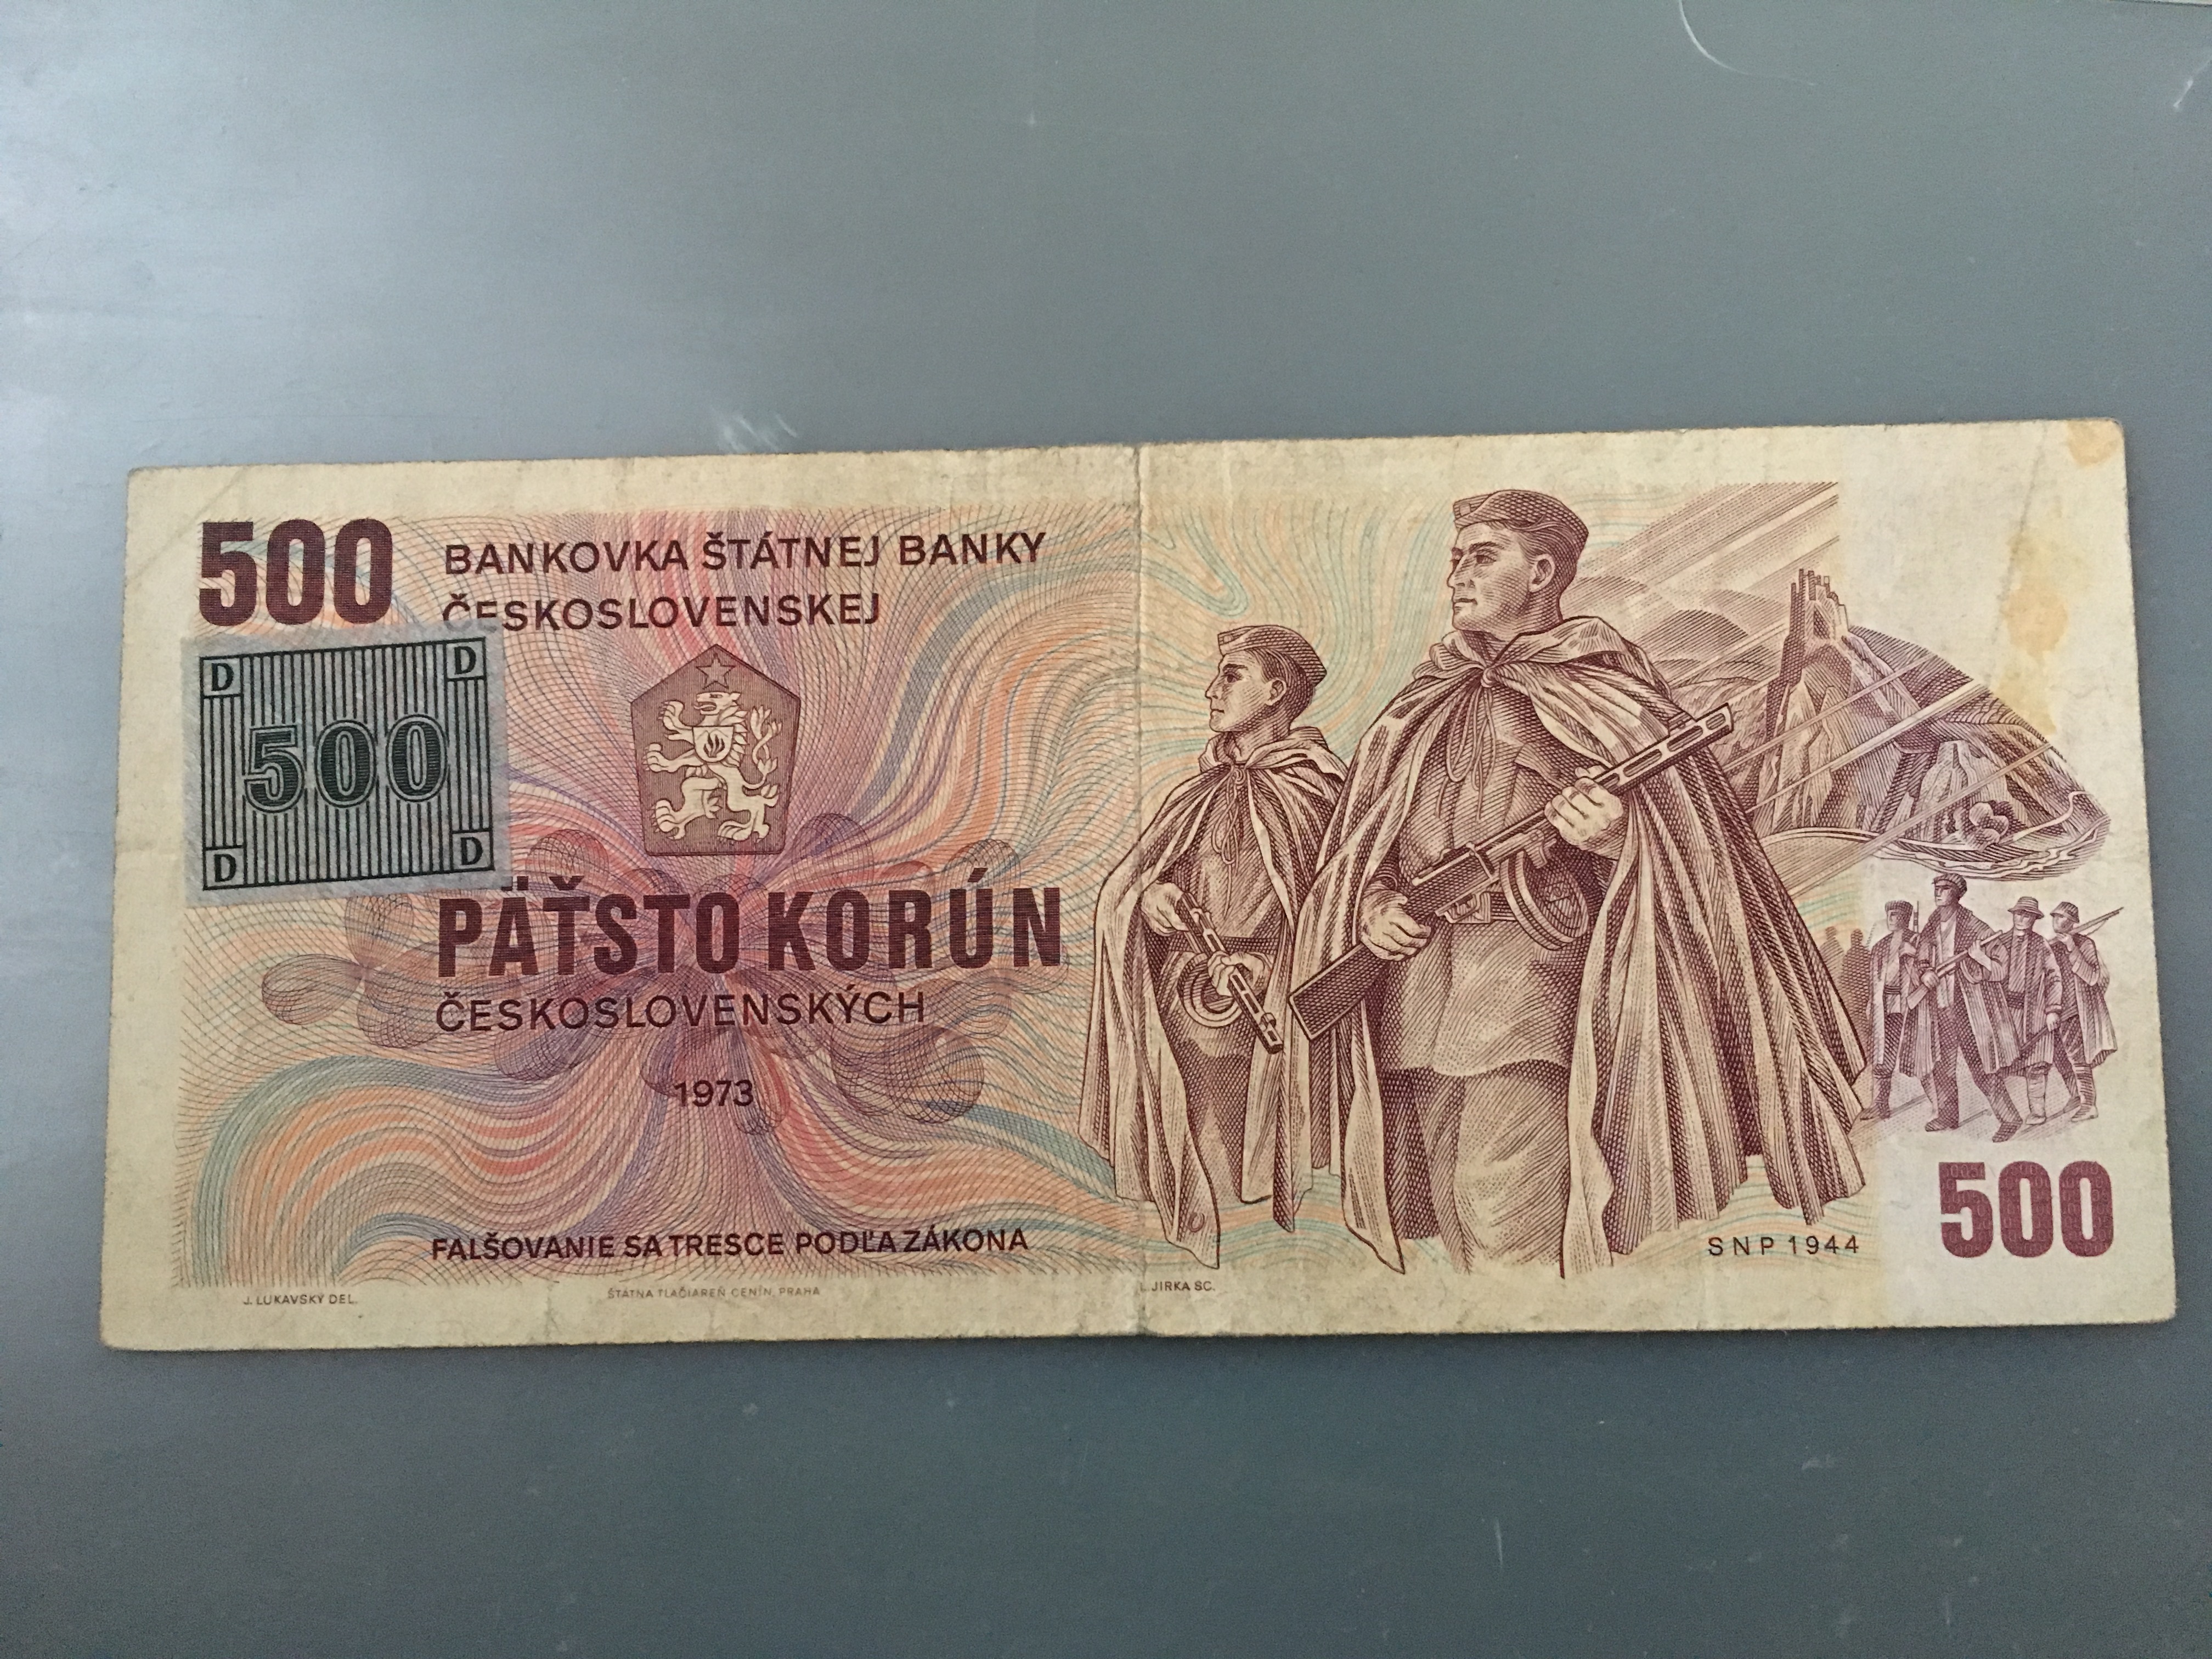 500
BANKOVKA ŠTÁTNEJ BANKY
ČESKOSLOVENSKEJ
D D
500
D D
PÄŤSTO KORÚN
ČESKOSLOVENSKÝCH
1973
FALŠOVANIE SA TRESCE PODĽA ZÁKONA
SNP 1944
500
J. LUKAVSKÝ DEL.
ŠTÁTNA TLAČIAREŇ CENÍN, PRAHA
L. JIRKA SC.